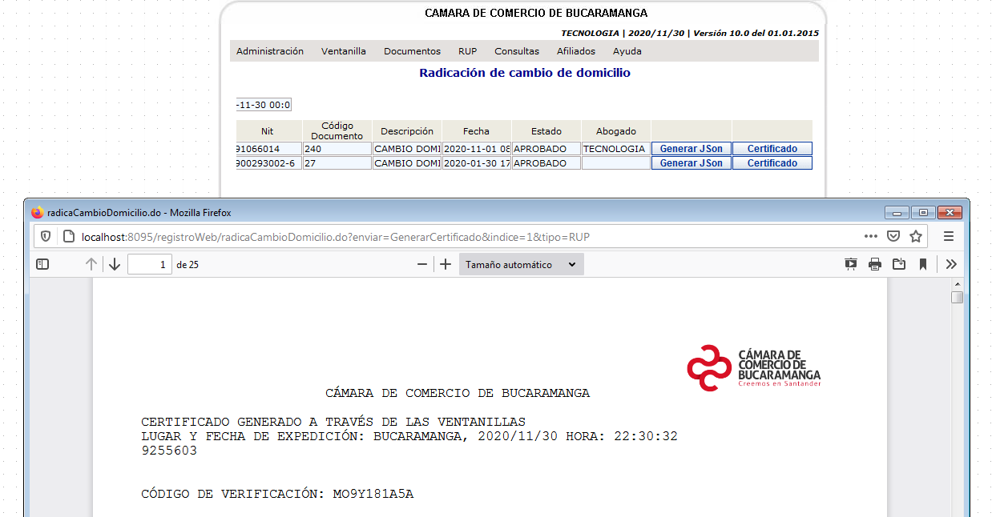 CAMARA DE COMERCIO DE BUCARAMANGA
TECNOLOGIA | 2020/11/30 | Versión 10.0 del 01.01.2015
Administración Ventanilla Documentos RUP Consultas Afiliados Ayuda
Radicación de cambio de domicilio
-11-30 00:0
Nit Código Documento Descripción Fecha Estado Abogado
91066014 240 CAMBIO DOMI 2020-11-01 08 APROBADO TECNOLOGIA Generar JSon Certificado
900293002-6 27 CAMBIO DOMI 2020-01-30 17 APROBADO Generar JSon Certificado
radicaCambioDomicilio.do - Mozilla Firefox
localhost:8095/registroWeb/radicaCambioDomicilio.do?enviar=GenerarCertificado&indice=1&tipo=RUP
1 de 25 Tamaño automático
CÁMARA DE
COMERCIO DE
BUCARAMANGA
Creemos en Santander
CÁMARA DE COMERCIO DE BUCARAMANGA
CERTIFICADO GENERADO A TRAVÉS DE LAS VENTANILLAS
LUGAR Y FECHA DE EXPEDICIÓN: BUCARAMANGA, 2020/11/30 HORA: 22:30:32
9255603
CÓDIGO DE VERIFICACIÓN: MO9Y181A5A